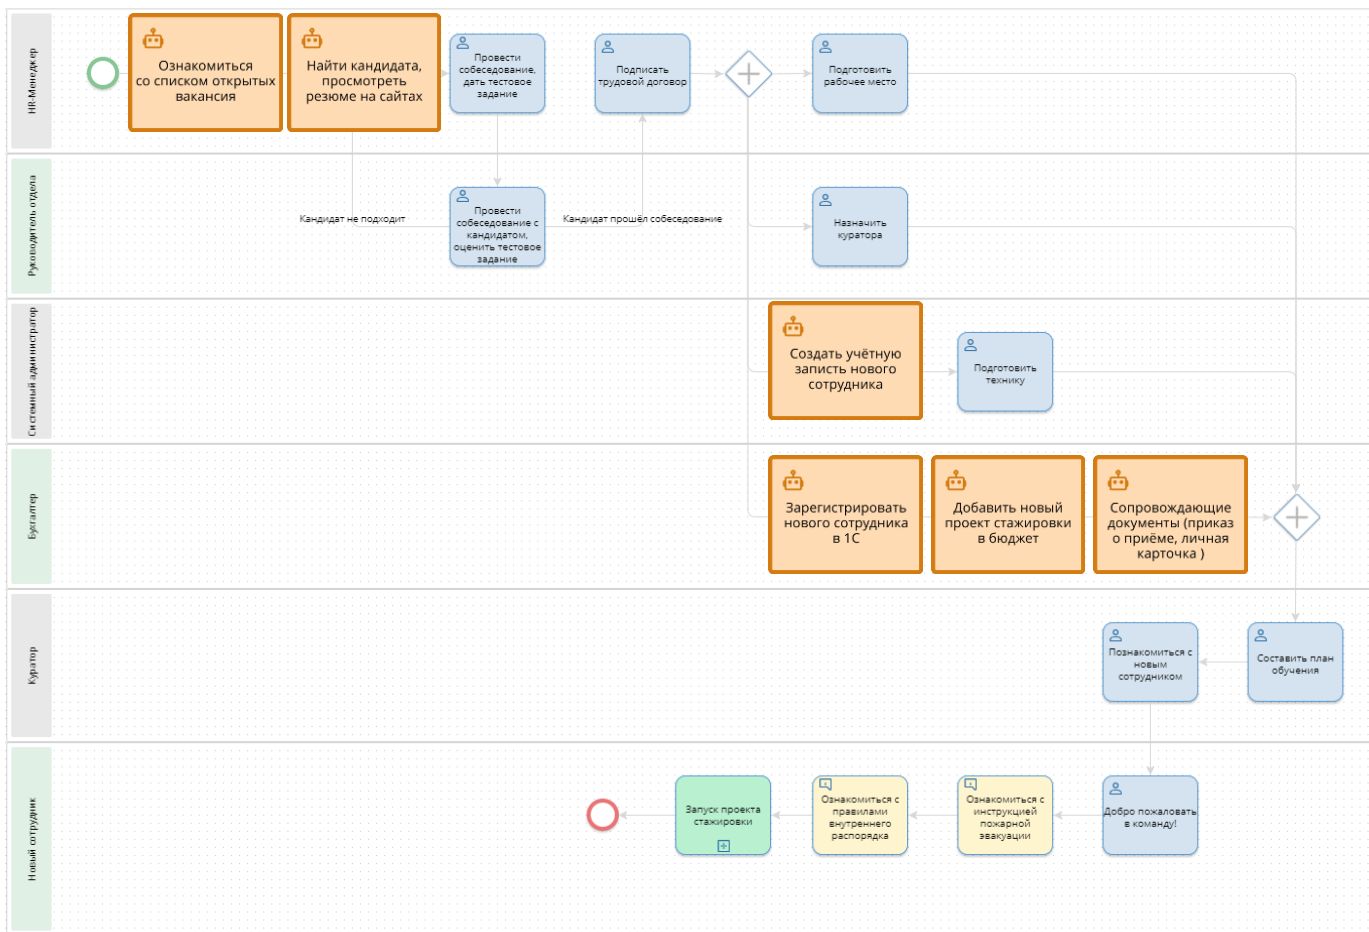 HR-Менеджер
Ознакомиться
со списком открытых
вакансия
Найти кандидата,
просмотреть
резюме на сайтах
Провести
собеседование,
дать тестовое
задание
Подписать
трудовой договор
Подготовить
рабочее место
Руководитель отдела
Кандидат не подходит
Провести
собеседование с
кандидатом,
оценить тестовое
задание
Кандидат прошёл собеседование
Назначить
куратора
Системный администратор
Создать учётную
записть нового
сотрудника
Подготовить
технику
Бухгалтер
Зарегистрировать
нового сотрудника
в 1С
Добавить новый
проект стажировки
в бюджет
Сопровождающие
документы (приказ
о приёме, личная
карточка )
Куратор
Познакомиться с
новым
сотрудником
Составить план
обучения
Новый сотрудник
Запуск проекта
стажировки
Ознакомиться с
правилами
внутреннего
распорядка
Ознакомиться с
инструкцией
пожарной
эвакуации
Добро пожаловать
в команду!